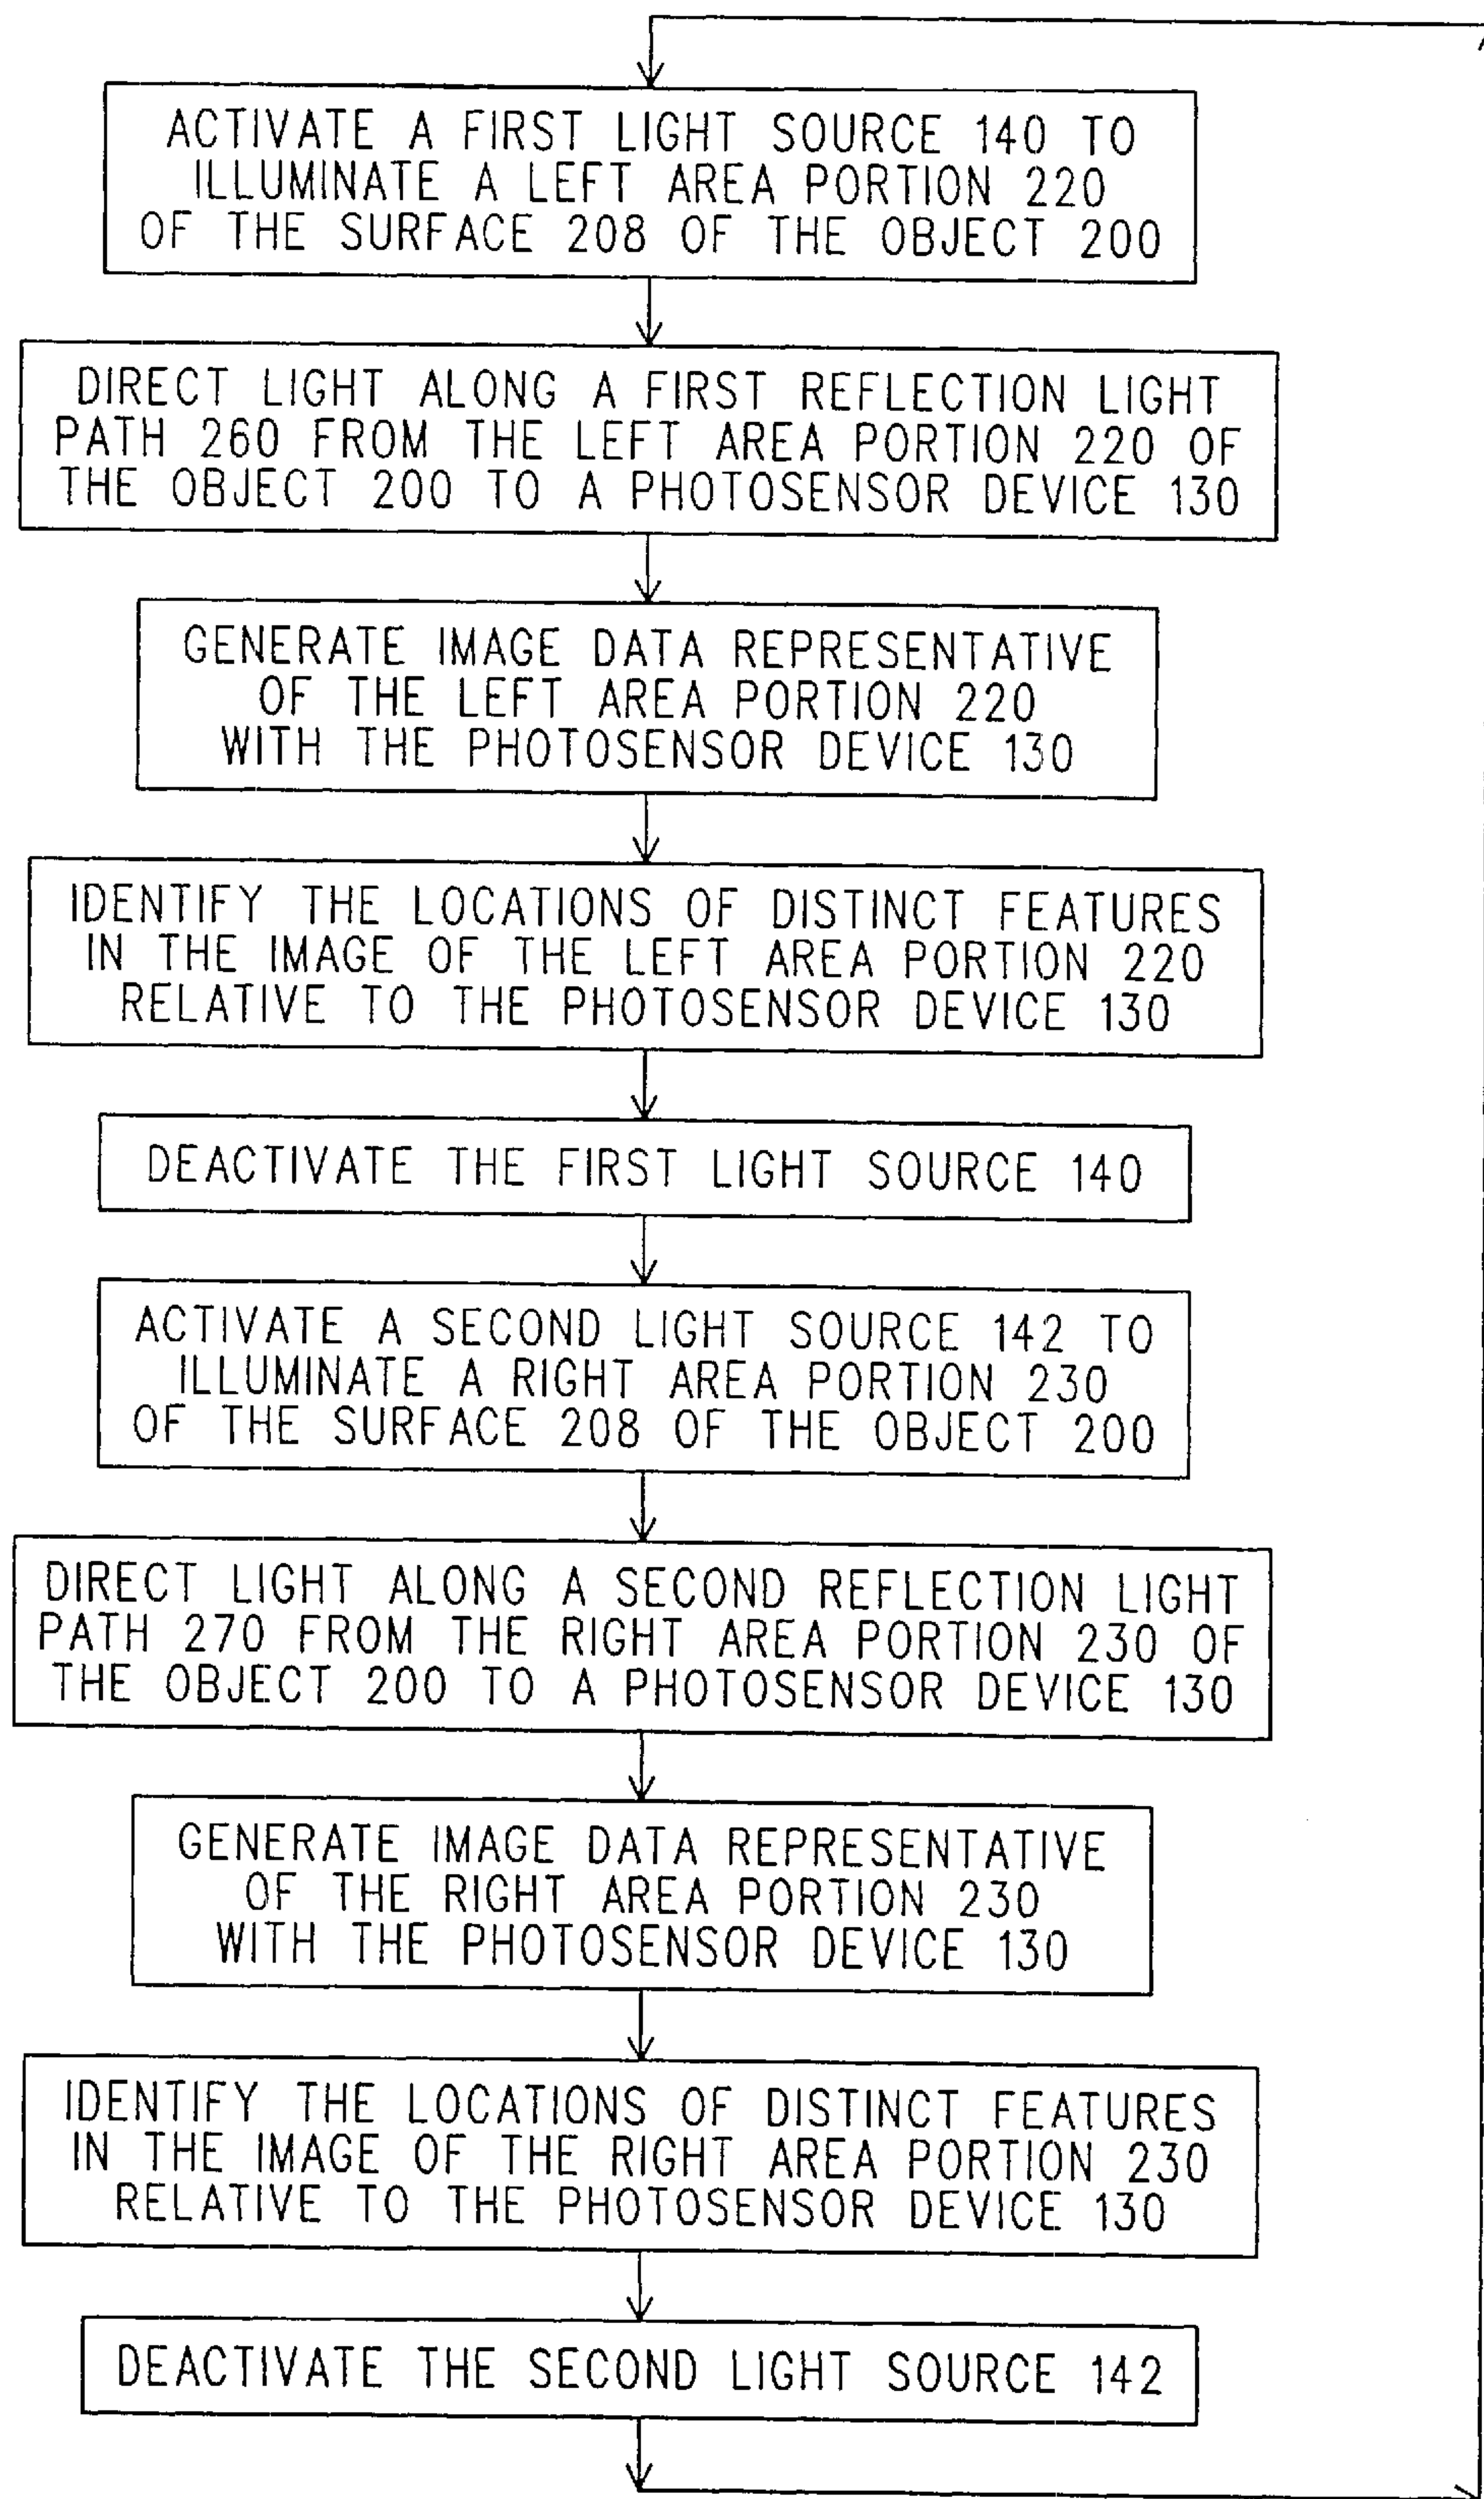 ACTIVATE A FIRST LIGHT SOURCE 140 TO
ILLUMINATE A LEFT AREA PORTION 220
OF THE SURFACE 208 OF THE OBJECT 200
DIRECT LIGHT ALONG A FIRST REFLECTION LIGHT
PATH 260 FROM THE LEFT AREA PORTION 220 OF
THE OBJECT 200 TO A PHOTOSENSOR DEVICE 130
GENERATE IMAGE DATA REPRESENTATIVE
OF THE LEFT AREA PORTION 220
WITH THE PHOTOSENSOR DEVICE 130
IDENTIFY THE LOCATIONS OF DISTINCT FEATURES
IN THE IMAGE OF THE LEFT AREA PORTION 220
RELATIVE TO THE PHOTOSENSOR DEVICE 130
DEACTIVATE THE FIRST LIGHT SOURCE 140
ACTIVATE A SECOND LIGHT SOURCE 142 TO
ILLUMINATE A RIGHT AREA PORTION 230
OF THE SURFACE 208 OF THE OBJECT 200
DIRECT LIGHT ALONG A SECOND REFLECTION LIGHT
PATH 270 FROM THE RIGHT AREA PORTION 230 OF
THE OBJECT 200 TO A PHOTOSENSOR DEVICE 130
GENERATE IMAGE DATA REPRESENTATIVE
OF THE RIGHT AREA PORTION 230
WITH THE PHOTOSENSOR DEVICE 130
IDENTIFY THE LOCATIONS OF DISTINCT FEATURES
IN THE IMAGE OF THE RIGHT AREA PORTION 230
RELATIVE TO THE PHOTOSENSOR DEVICE 130
DEACTIVATE THE SECOND LIGHT SOURCE 142